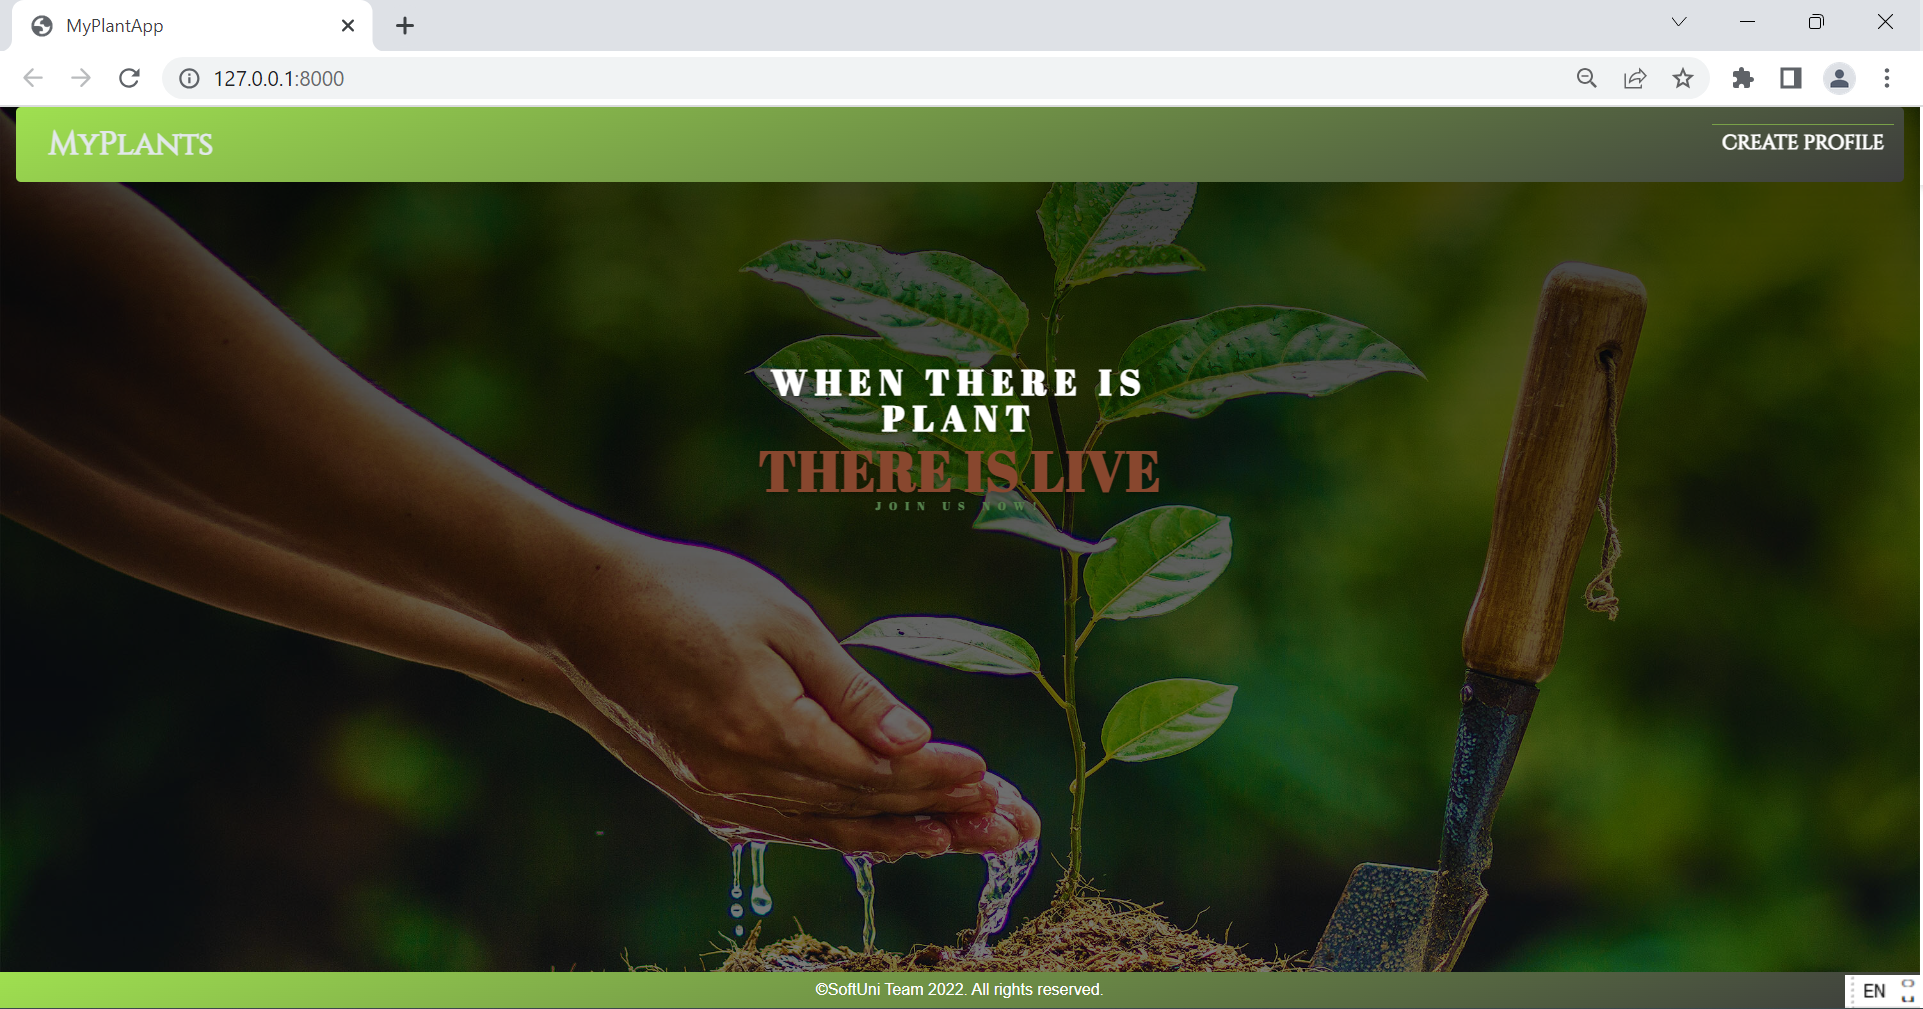 MyPlantApp
127.0.0.1:8000
MyPlants
CREATE PROFILE
WHEN THERE IS
PLANT
THERE IS LIVE
JOIN US NOW!
©SoftUni Team 2022. All rights reserved.
EN